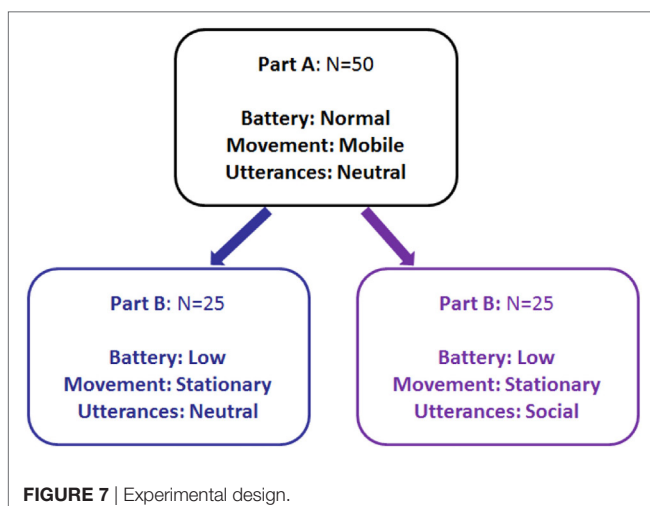 Part A: N=50
Battery: Normal
Movement: Mobile
Utterances: Neutral
Part B: N=25
Battery: Low
Movement: Stationary
Utterances: Neutral
Part B: N=25
Battery: Low
Movement: Stationary
Utterances: Social
FIGURE 7 | Experimental design.